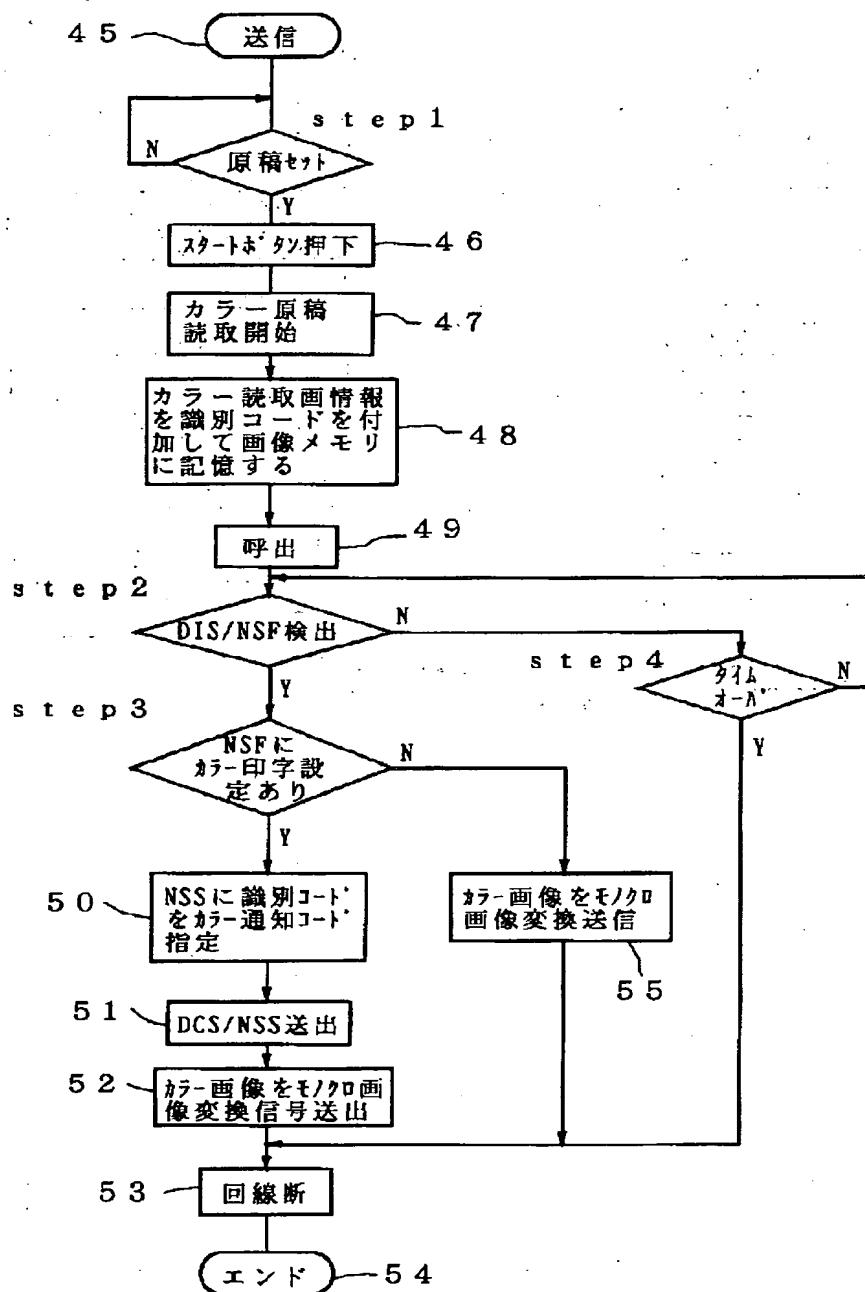 45
送信
step1
N
原稿セット
Y
スタートボタン押下
46
カラー原稿
読取開始
47
カラー読取画情報
を識別コードを付
加して画像メモリ
に記憶する
48
呼出
49
step2
DIS/NSF検出
N
Y
step4
タイム
オーバ
N
Y
step3
NSFに
カラー印字設
定あり
N
Y
50
NSSに識別コード
をカラー通知コード
指定
カラー画像をモノクロ
画像変換送信
55
51
DCS/NSS送出
52
カラー画像をモノクロ画
像変換信号送出
53
回線断
エンド
54